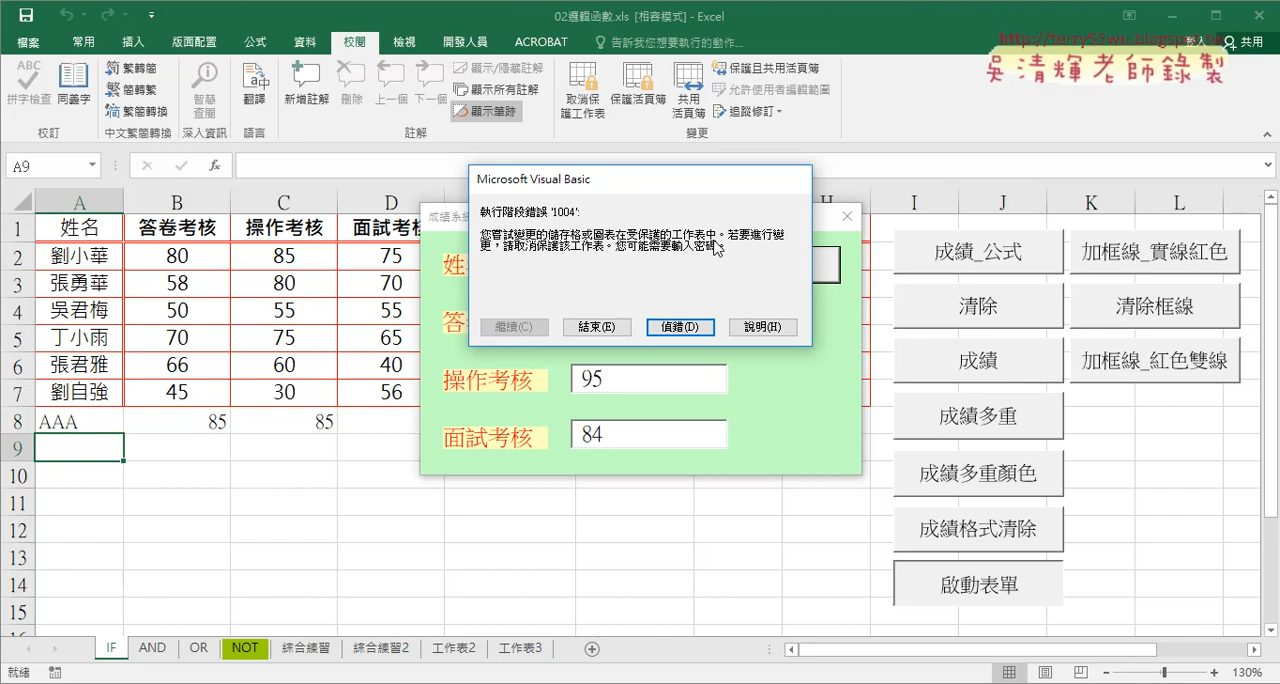 02邏輯函數.xls [相容模式] - Excel
檔案 常用 插入 版面配置 公式 資料 校閱 檢視 開發人員 ACROBAT 告訴我您想要執行的動作... 共用
http://terry55wu.blogspot.tw
吳清輝老師錄製
拼字檢查 同義字 繁轉簡 簡轉繁 繁簡轉換 智慧查閱 翻譯 新增註解 刪除 上一個 下一個 顯示/隱藏註解 顯示所有註解 顯示筆跡 取消保護工作表 保護活頁簿 共用活頁簿 保護且共用活頁簿 允許使用者編輯範圍 追蹤修訂
校訂 中文繁簡轉換 深入資訊 語言 註解 變更
A9 fx
A B C D H I J K L
1 姓名 答卷考核 操作考核
2 劉小華 80 85 75
3 張勇華 58 80 70
4 吳君梅 50 55 55
5 丁小雨 70 75 65
6 張君雅 66 60 40
7 劉自強 45 30 56
8 AAA 85 85
9
10
11
12
13
14
15
Microsoft Visual Basic
執行階段錯誤 '1004':
您嘗試變更的儲存格或圖表在受保護的工作表中。若要進行變
更，請取消保護該工作表。您可能需要輸入密碼。
繼續(C) 結束(E) 偵錯(D) 說明(H)
操作考核 95
面試考核 84
成績_公式 加框線_實線紅色
清除 清除框線
成績 加框線_紅色雙線
成績多重
成績多重顏色
成績格式清除
啟動表單
IF AND OR NOT 綜合練習 綜合練習2 工作表2 工作表3
就緒 130%